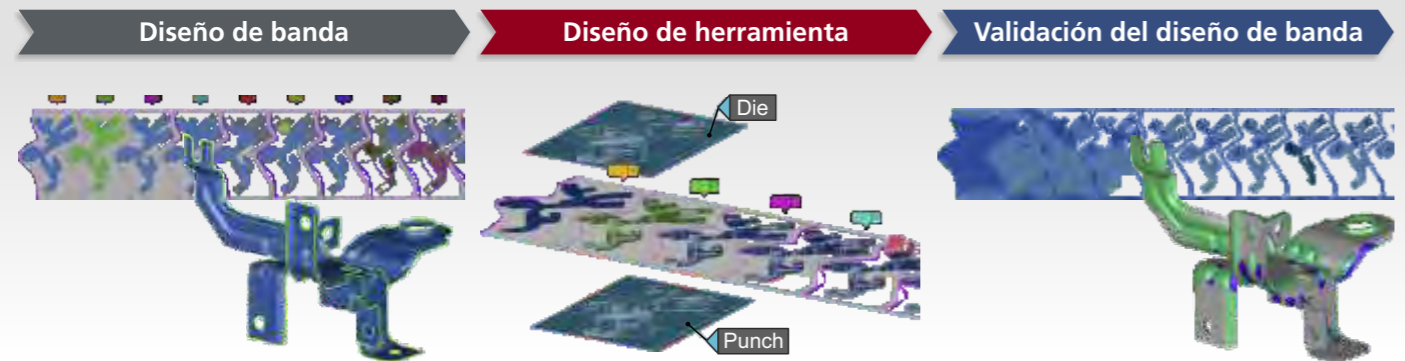 Diseño de banda
Diseño de herramienta
Validación del diseño de banda
Die
Punch